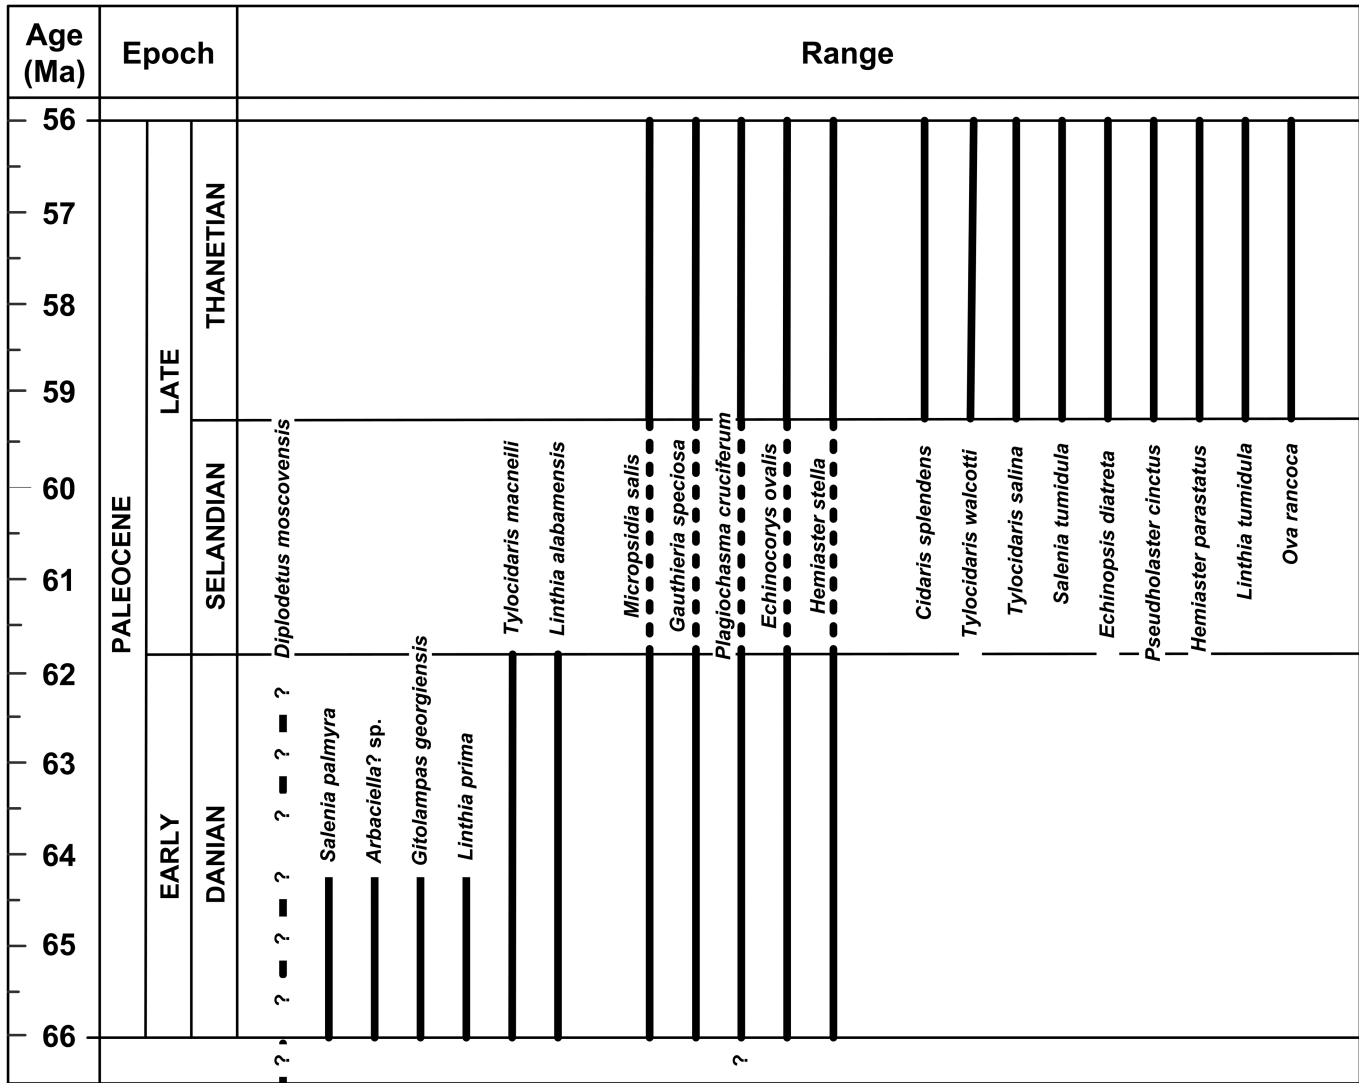 Age
(Ma)
Epoch
Range
56
57
58
59
60
61
62
63
64
65
66
PALEOCENE
LATE
EARLY
THANETIAN
SELANDIAN
DANIAN
Diplodetus moscovensis
?
?
?
?
?
?
?
Salenia palmyra
Arbaciella? sp.
Gitolampas georgiensis
Linthia prima
Tylocidaris macneili
Linthia alabamensis
Micropsidia salis
Gauthieria speciosa
Plagiochasma cruciferum
?
Echinocorys ovalis
Hemiaster stella
Cidaris splendens
Tylocidaris walcotti
Tylocidaris salina
Salenia tumidula
Echinopsis diatreta
Pseudholaster cinctus
Hemiaster parastatus
Linthia tumidula
Ova rancoca